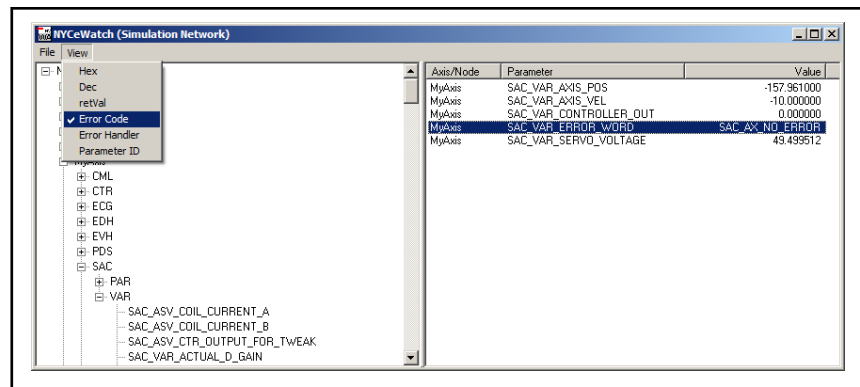 NYCeWatch (Simulation Network)
File View
Hex
Dec
retVal
Error Code
Error Handler
Parameter ID
CML
CTR
ECG
EDH
EVH
PDS
SAC
PAR
VAR
SAC_ASV_COIL_CURRENT_A
SAC_ASV_COIL_CURRENT_B
SAC_ASV_CTR_OUTPUT_FOR_TWEAK
SAC_VAR_ACTUAL_D_GAIN
Axis/Node Parameter Value
MyAxis SAC_VAR_AXIS_POS -157.961000
MyAxis SAC_VAR_AXIS_VEL -10.000000
MyAxis SAC_VAR_CONTROLLER_OUT 0.000000
MyAxis SAC_VAR_ERROR_WORD SAC_AX_NO_ERROR
MyAxis SAC_VAR_SERVO_VOLTAGE 49.499512